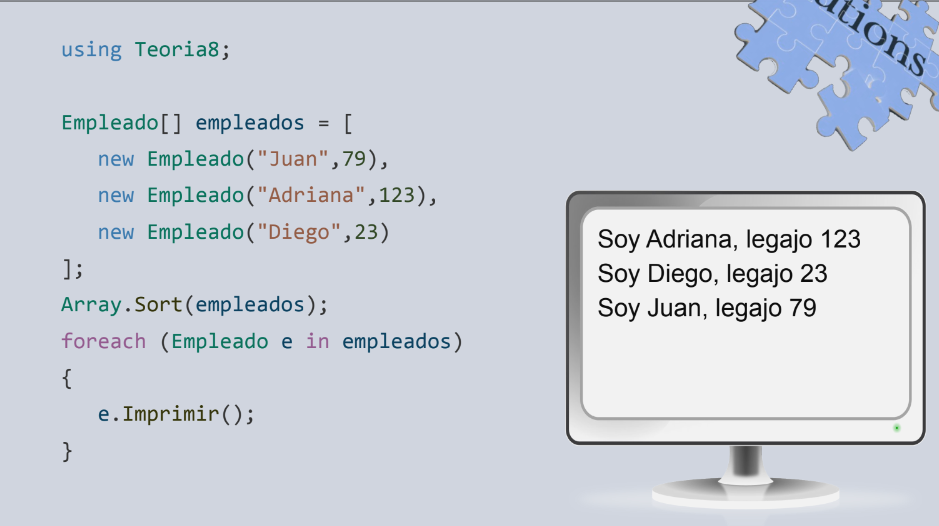 using Teoria8;
Empleado[] empleados = [
new Empleado("Juan",79),
new Empleado("Adriana",123),
new Empleado("Diego",23)
];
Array.Sort(empleados);
foreach (Empleado e in empleados)
{
e.Imprimir();
}
Soy Adriana, legajo 123
Soy Diego, legajo 23
Soy Juan, legajo 79